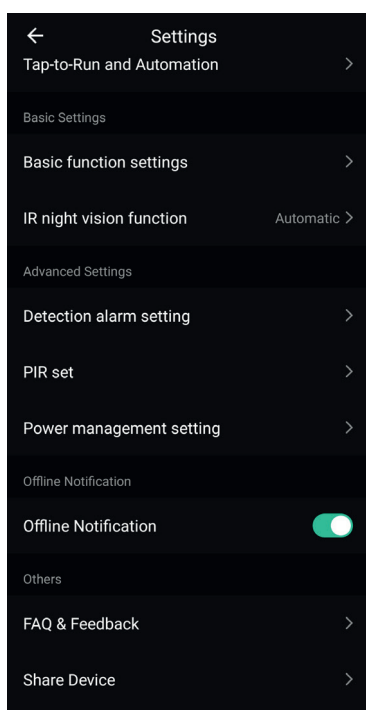 Settings
Tap-to-Run and Automation
Basic Settings
Basic function settings
IR night vision function Automatic
Advanced Settings
Detection alarm setting
PIR set
Power management setting
Offline Notification
Offline Notification
Others
FAQ & Feedback
Share Device